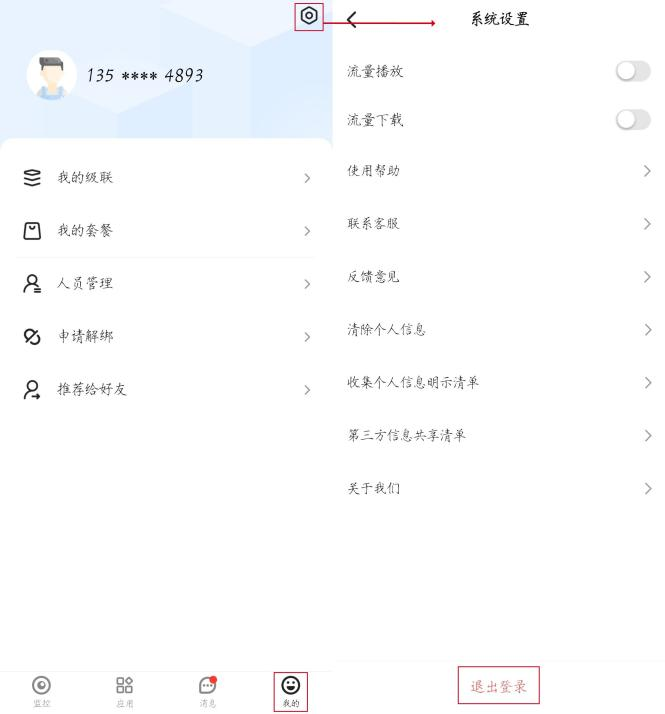 135 **** 4893
我的级联
我的套餐
人员管理
申请解绑
推荐给好友
监控
应用
消息
我的
系统设置
流量播放
流量下载
使用帮助
联系客服
反馈意见
清除个人信息
收集个人信息明示清单
第三方信息共享清单
关于我们
退出登录